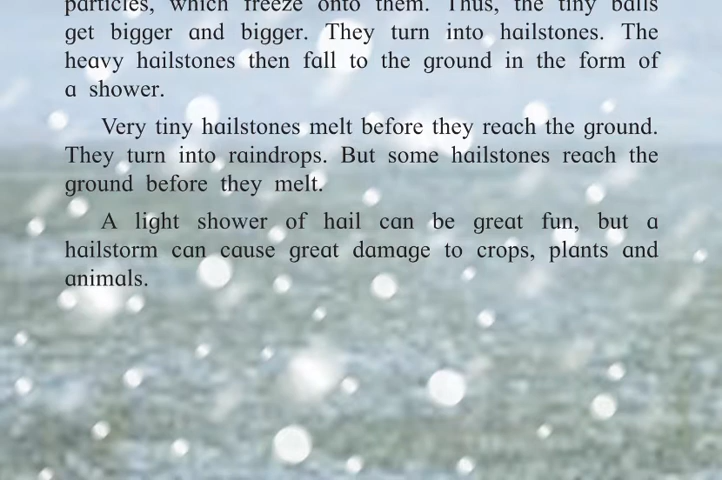 particles, which freeze onto them. Thus, the tiny balls
get bigger and bigger. They turn into hailstones. The
heavy hailstones then fall to the ground in the form of
a shower.
Very tiny hailstones melt before they reach the ground.
They turn into raindrops. But some hailstones reach the
ground before they melt.
A light shower of hail can be great fun, but a
hailstorm can cause great damage to crops, plants and
animals.